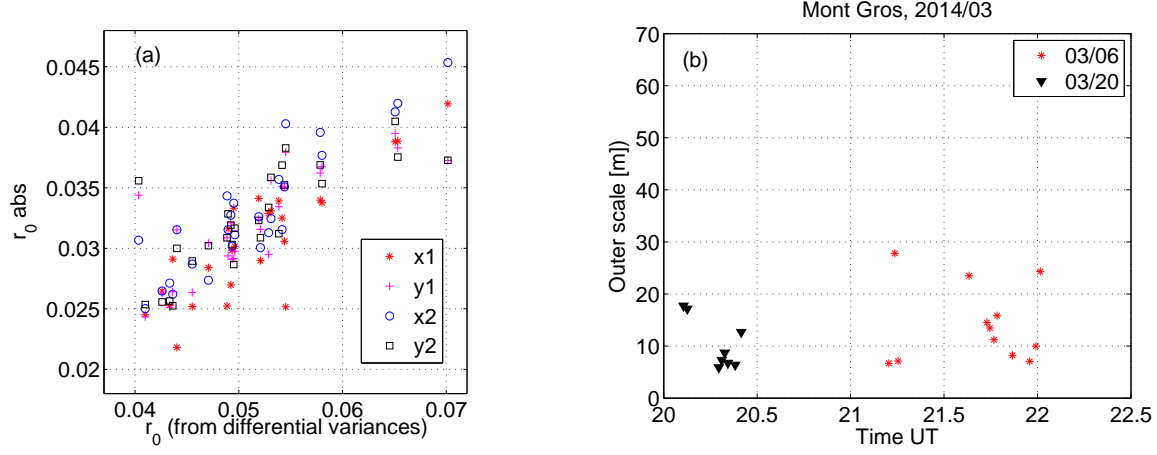 (a)
r0 abs
0.045
0.04
0.035
0.03
0.025
0.02
x1
y1
x2
y2
0.04 0.05 0.06 0.07
r0 (from differential variances)
Mont Gros, 2014/03
(b)
Outer scale [m])
70
60
50
40
30
20
10
0
03/06
03/20
20 20.5 21 21.5 22 22.5
Time UT